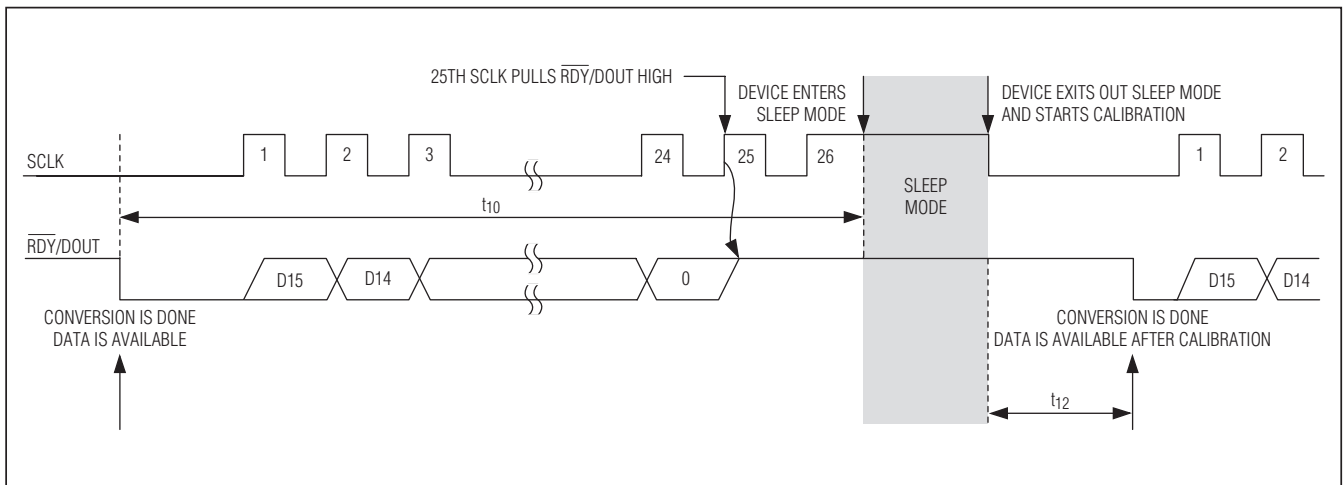 25TH SCLK PULLS R̅D̅Y̅/DOUT HIGH
DEVICE ENTERS
SLEEP MODE
DEVICE EXITS OUT SLEEP MODE
AND STARTS CALIBRATION
SCLK
1
2
3
24
25
26
1
2
SLEEP
MODE
t10
R̅D̅Y̅/DOUT
D15
D14
0
D15
D14
CONVERSION IS DONE
DATA IS AVAILABLE
CONVERSION IS DONE
DATA IS AVAILABLE AFTER CALIBRATION
t12